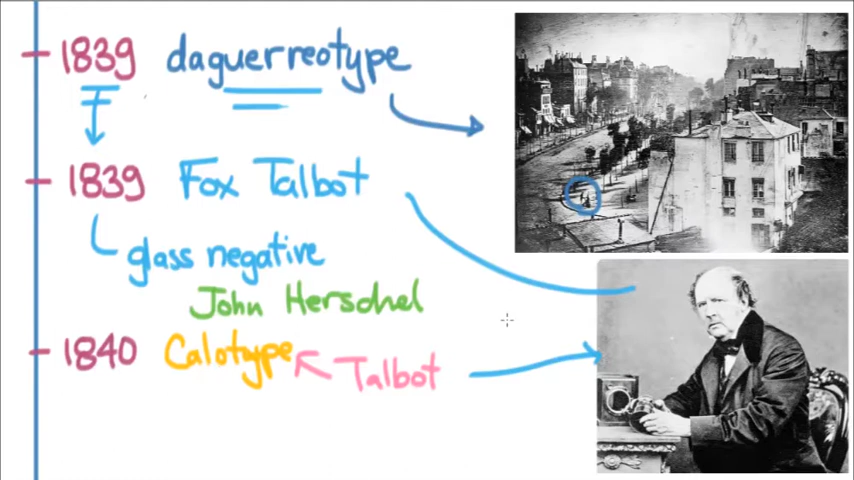 1839 daguerreotype
1839 Fox Talbot
glass negative
John Herschel
1840 Calotype Talbot